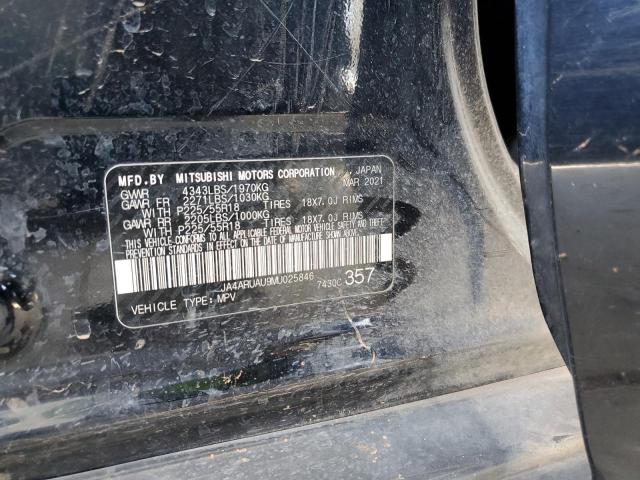 MFD.BY MITSUBISHI MOTORS CORPORATION JAPAN
GVWR 4343LBS/1970KG MAR 2021
GAWR FR 2271LBS/1030KG
WITH P225/55R18 TIRES 18X7.0J RIMS
GAWR RR 2205LBS/1000KG
WITH P225/55R18 TIRES 18X7.0J RIMS
THIS VEHICLE CONFORMS TO ALL APPLICABLE FEDERAL MOTOR VEHICLE SAFETY, BUMPER AND THEFT
PREVENTION STANDARDS IN EFFECT ON THE DATE OF MANUFACTURE SHOWN ABOVE.
JA4ARUAU9MU025846 7430C 357
VEHICLE TYPE: MPV